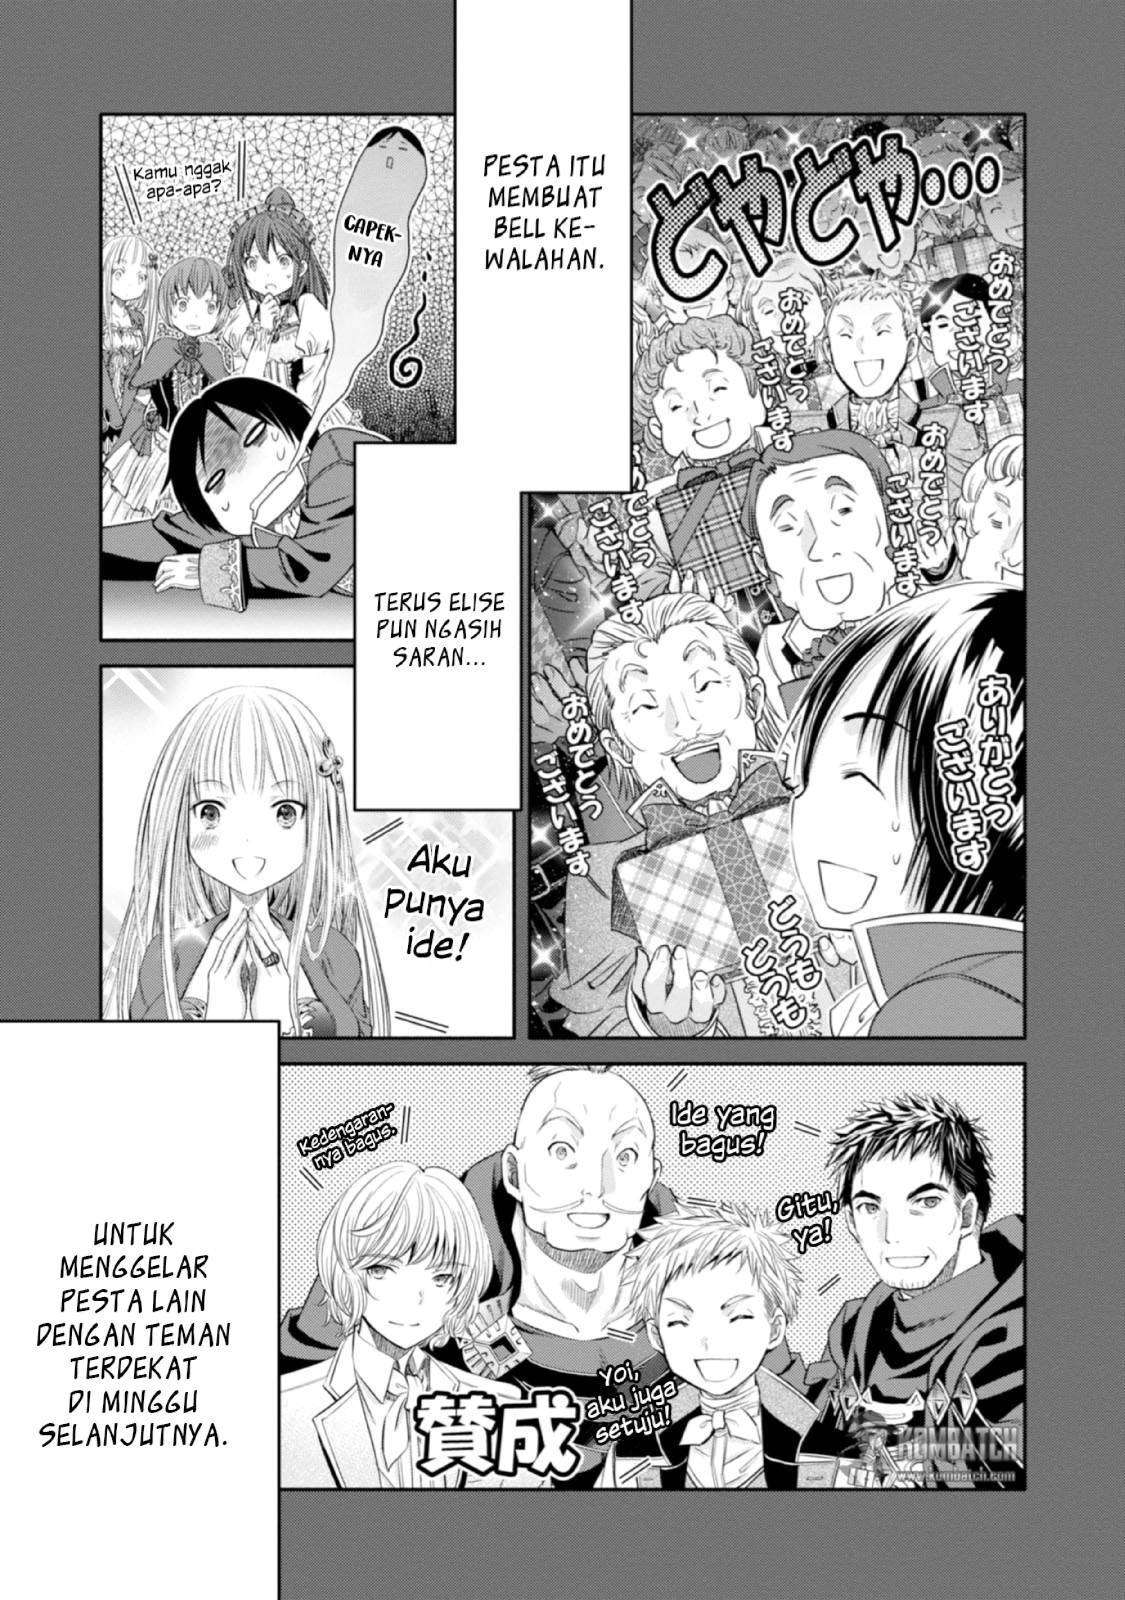 どやどや...
おめでとう
ございます
おめでとう
ございます
おめでとう
ございます
おめでとう
ございます
おめでとう
ございます
ありがとう
ございます
どうも
どうも
PESTA ITU
MEMBUAT
BELL KE-
WALAHAN.
Kamu nggak
apa-apa?
CAPEK-
NYA
TERUS ELISE
PUN NGASIH
SARAN...
Aku
punya
ide!
Ide yang
bagus!
Gitu,
ya!
Kedengaran-
nya bagus.
Yoi,
aku juga
setuju!
賛成
UNTUK
MENGGELAR
PESTA LAIN
DENGAN TEMAN
TERDEKAT
DI MINGGU
SELANJUTNYA.
KOMBATCH
www.kombatch.com